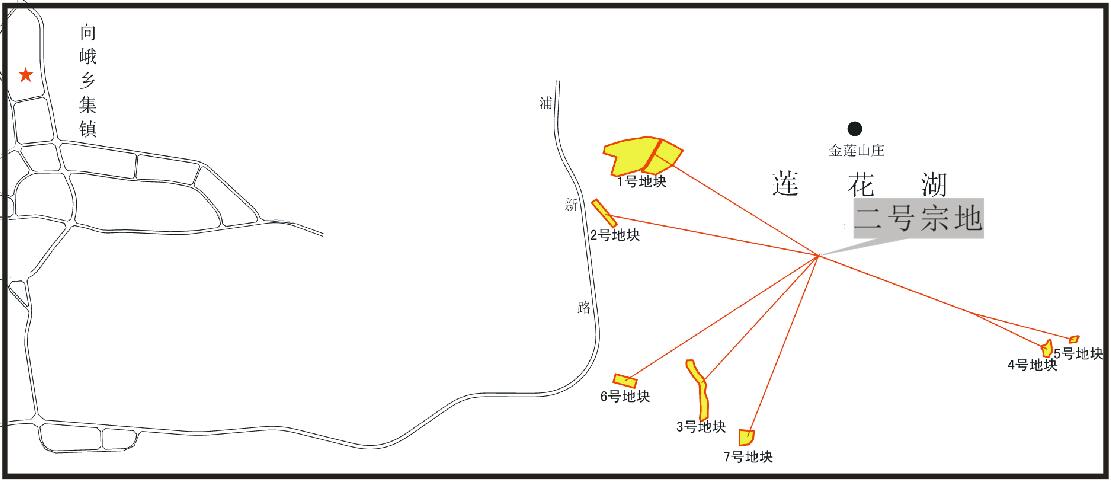 向峨乡集镇
浦新路
金莲山庄
莲花湖
二号宗地
1号地块
2号地块
4号地块
5号地块
6号地块
3号地块
7号地块